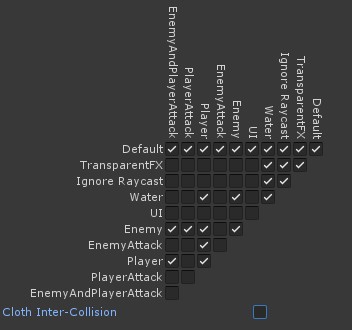 EnemyAndPlayerAttack
PlayerAttack
Player
EnemyAttack
Enemy
UI
Water
Ignore Raycast
TransparentFX
Default
Default
TransparentFX
Ignore Raycast
Water
UI
Enemy
EnemyAttack
Player
PlayerAttack
EnemyAndPlayerAttack
Cloth Inter-Collision